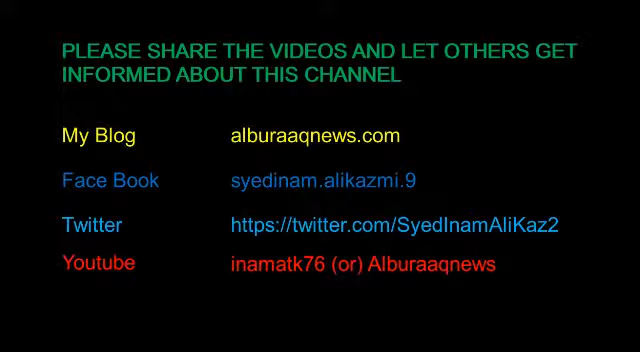 PLEASE SHARE THE VIDEOS AND LET OTHERS GET
INFORMED ABOUT THIS CHANNEL
My Blog alburaaqnews.com
Face Book syedinam.alikazmi.9
Twitter https://twitter.com/SyedInamAliKaz2
Youtube inamatk76 (or) Alburaaqnews